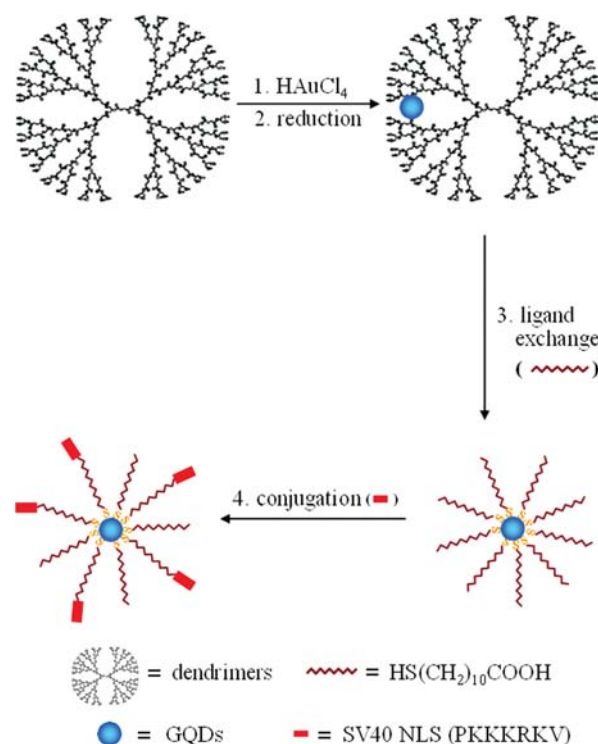 1. HAuCl₄
2. reduction
3. ligand
exchange
( )
4. conjugation ( )
= dendrimers
= HS(CH₂)₁₀COOH
= GQDs
= SV40 NLS (PKKKRKV)